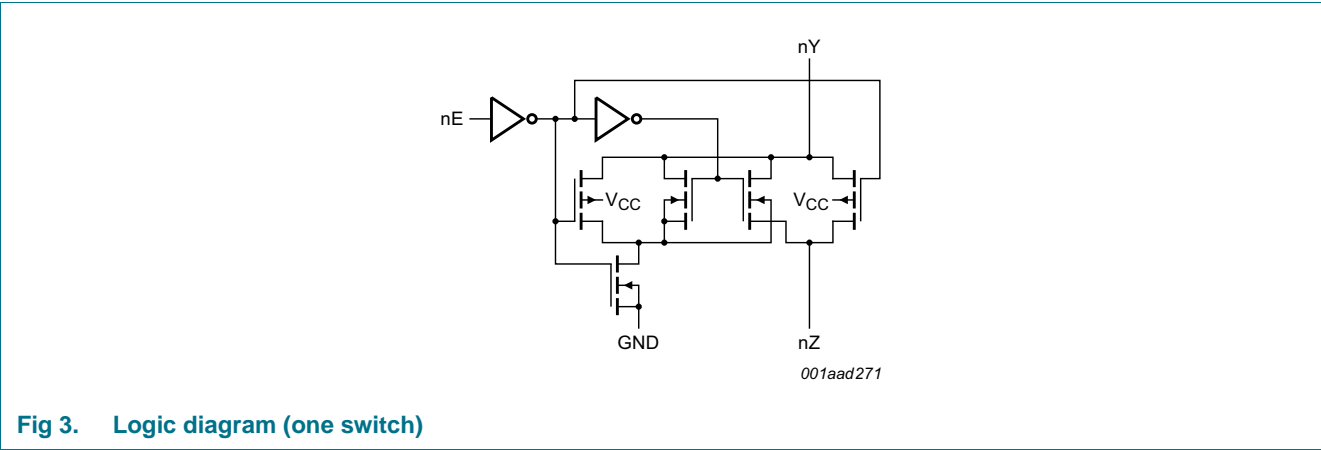 nY
nE
VCC
VCC
GND
nZ
001aad271
Fig 3. Logic diagram (one switch)